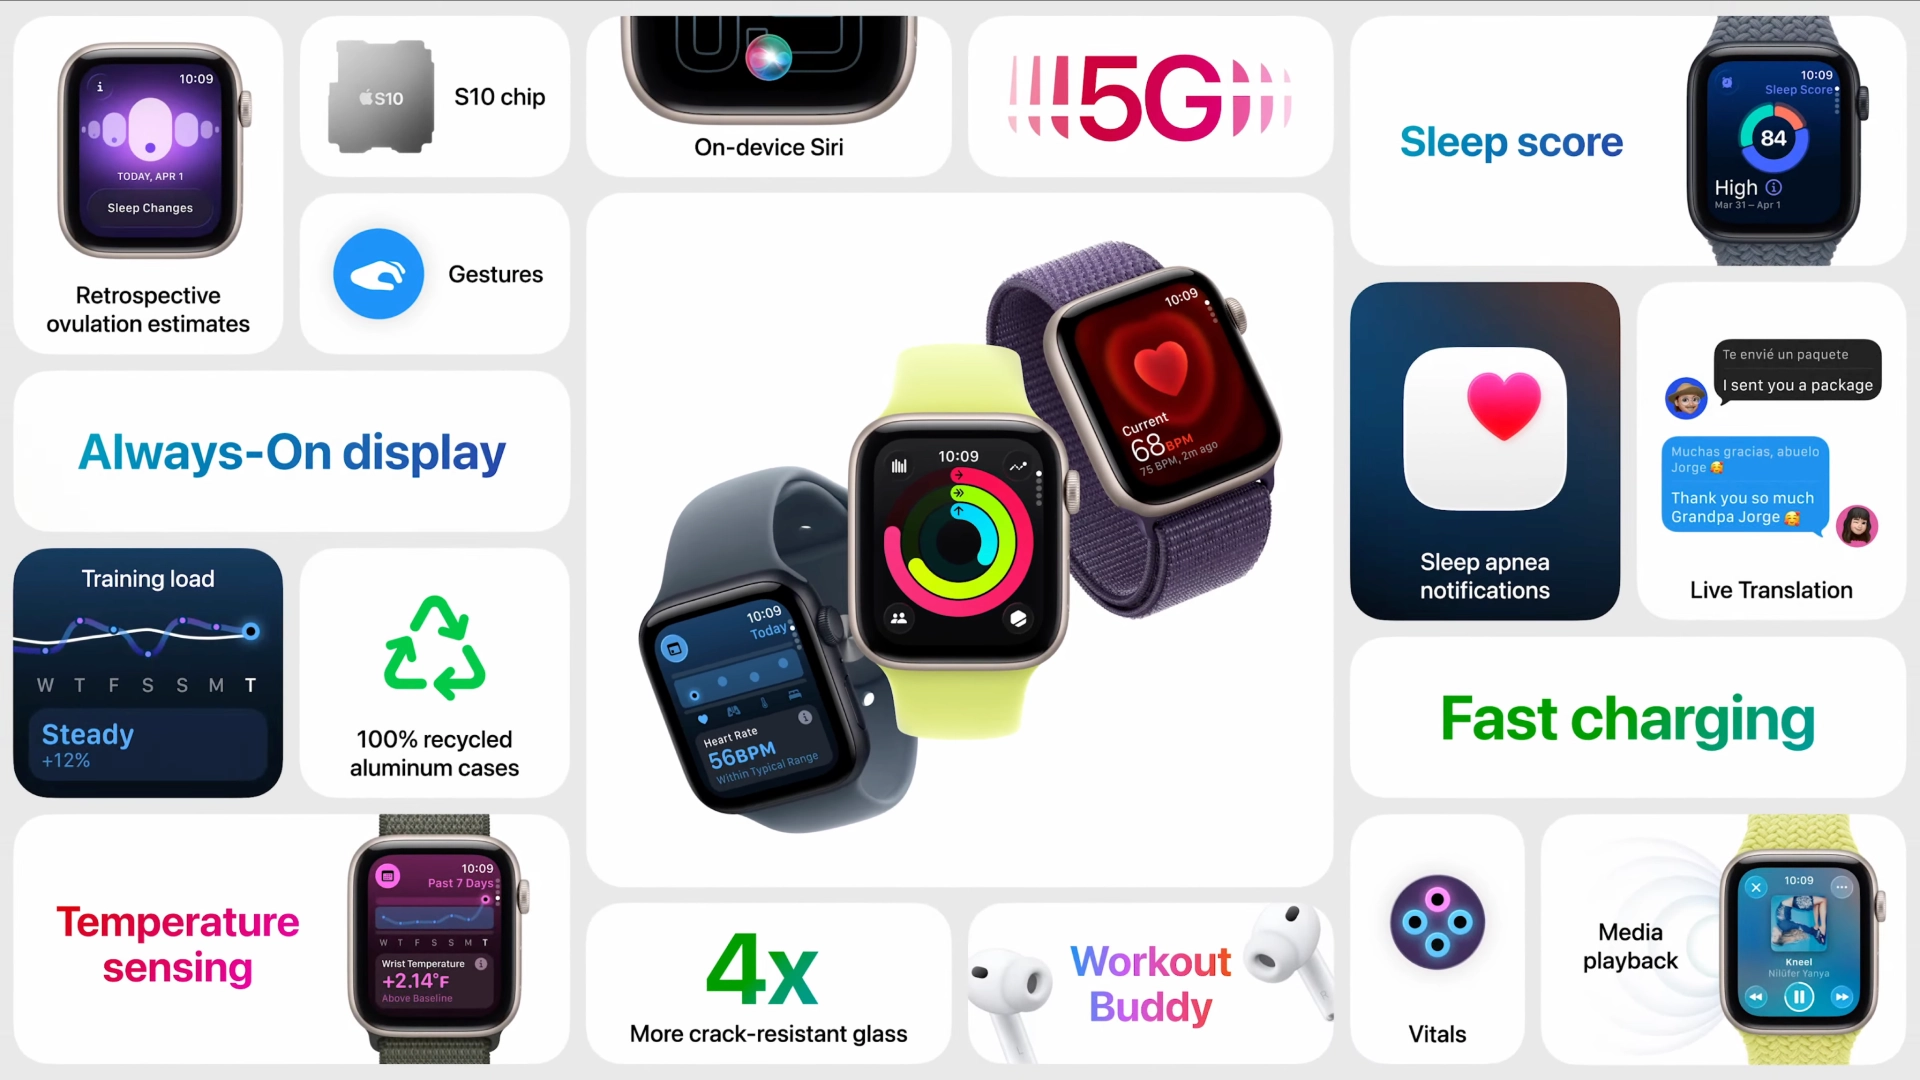 10:09
TODAY, APR 1
Sleep Changes
Retrospective
ovulation estimates
S10
S10 chip
Gestures
On-device Siri
5G
Sleep score
10:09
Sleep Score
84
High
Mar 31 – Apr 1
Always-On display
10:09
Current
68BPM
75 BPM, 2m ago
10:09
10:09
Today
Heart Rate
56BPM
Within Typical Range
Sleep apnea
notifications
Te envié un paquete
I sent you a package
Muchas gracias, abuelo
Jorge 🥰
Thank you so much
Grandpa Jorge 🥰
Live Translation
Training load
W T F S S M T
Steady
+12%
100% recycled
aluminum cases
Fast charging
Temperature
sensing
10:09
Past 7 Days
W T F S S M T
Wrist Temperature
+2.14°F
Above Baseline
4x
More crack-resistant glass
Workout
Buddy
Vitals
Media
playback
10:09
Kneel
Nilüfer Yanya